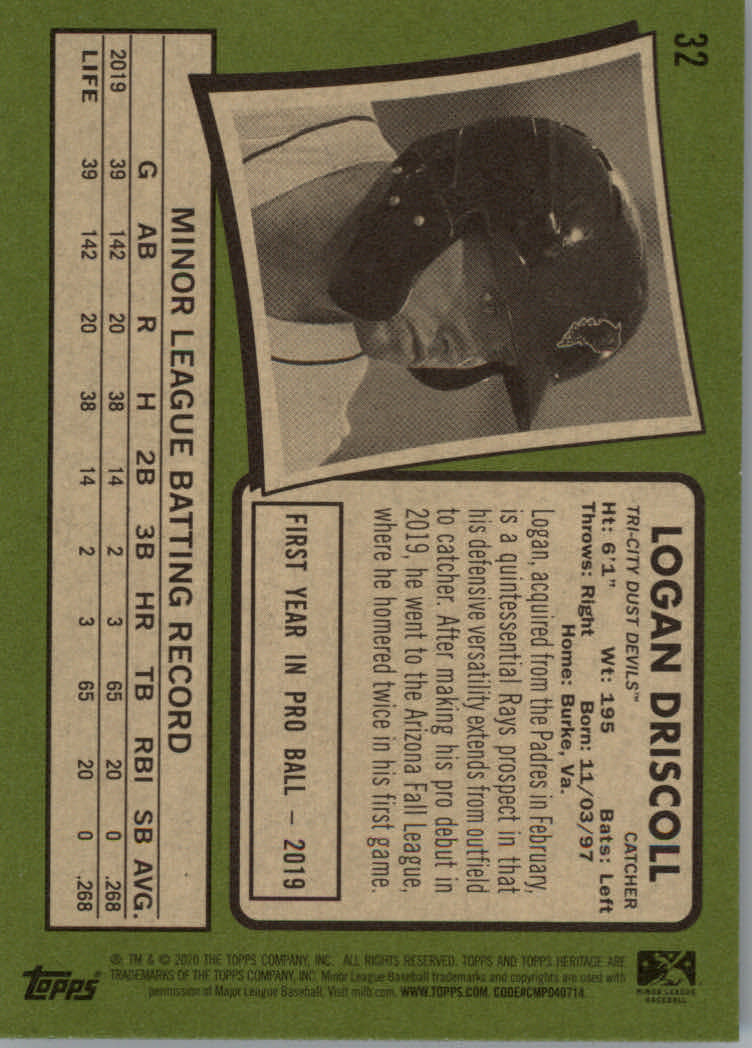 32
LOGAN DRISCOLL
TRI-CITY DUST DEVILS™ CATCHER
Ht: 6'1" Wt: 195 Bats: Left
Throws: Right Born: 11/03/97
Home: Burke, Va.
Logan, acquired from the Padres in February,
is a quintessential Rays prospect in that
his defensive versatility extends from outfield
to catcher. After making his pro debut in
2019, he went to the Arizona Fall League,
where he homered twice in his first game.
FIRST YEAR IN PRO BALL – 2019
MINOR LEAGUE BATTING RECORD
G AB R H 2B 3B HR TB RBI SB AVG.
2019 39 142 20 38 14 2 3 65 20 0 .268
LIFE 39 142 20 38 14 2 3 65 20 0 .268
MINOR LEAGUE
BASEBALL
® TM & © 2020 THE TOPPS COMPANY, INC. ALL RIGHTS RESERVED. TOPPS AND TOPPS HERITAGE ARE
TRADEMARKS OF THE TOPPS COMPANY, INC. Minor League Baseball trademarks and copyrights are used with
permission of Major League Baseball. Visit milb.com. WWW.TOPPS.COM. CODE#CMP040714.
Topps®